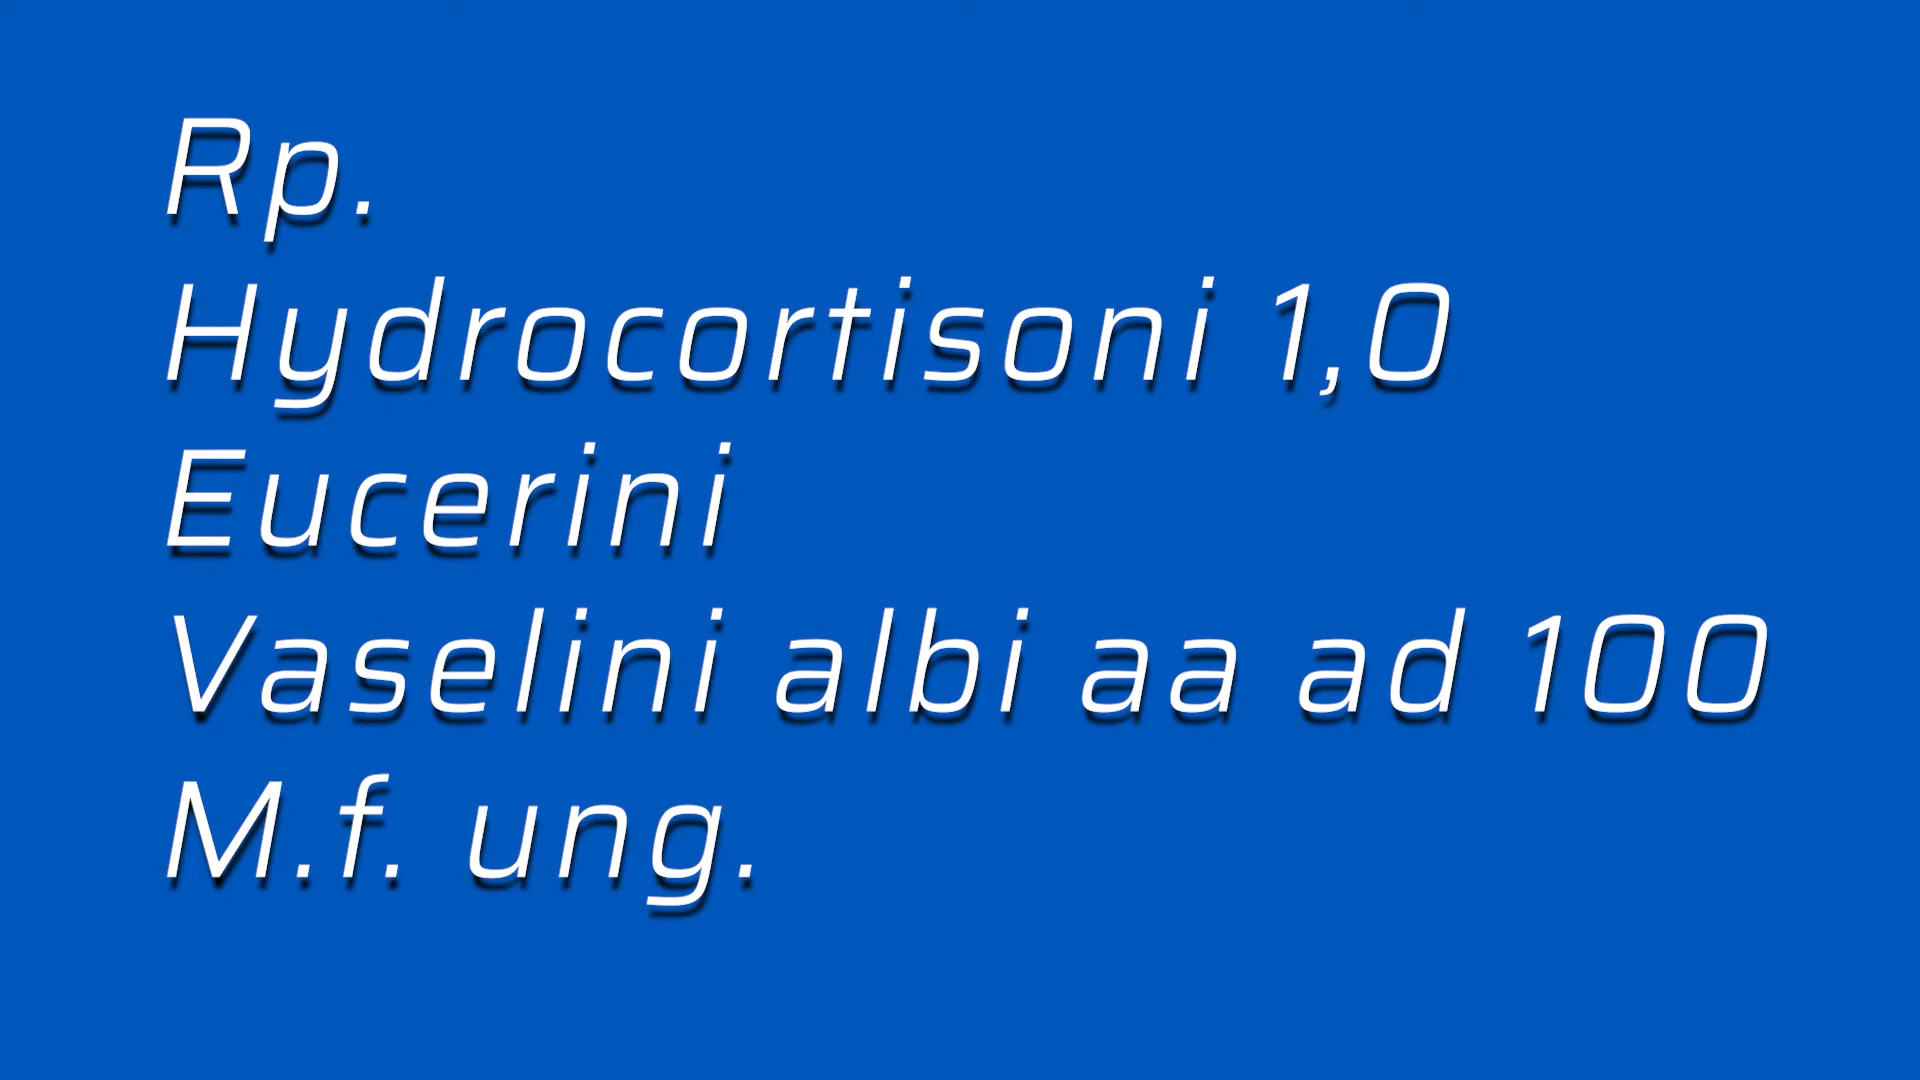 Rp.
Hydrocortisoni 1,0
Eucerini
Vaselini albi aa ad 100
M.f. ung.